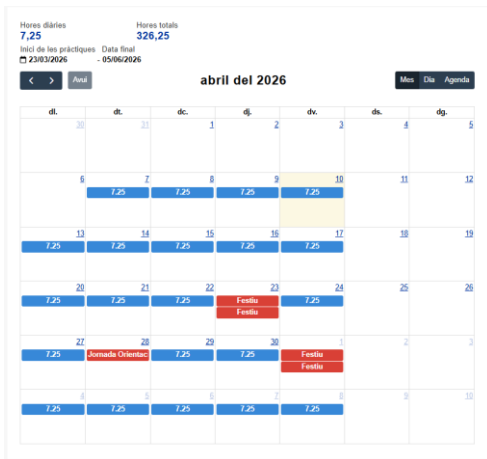 Hores diàries Hores totals
7,25 326,25
Inici de les pràctiques Data final
23/03/2026 - 05/06/2026
Avui abril del 2026 Mes Dia Agenda
dl. dt. dc. dj. dv. ds. dg.
30 31 1 2 3 4 5
6 7 8 9 10 11 12
7.25 7.25 7.25 7.25
13 14 15 16 17 18 19
7.25 7.25 7.25 7.25 7.25
20 21 22 23 24 25 26
7.25 7.25 7.25 Festiu 7.25
Festiu
27 28 29 30 1 2 3
7.25 Jornada Orientac 7.25 7.25 Festiu
Festiu
4 5 6 7 8 9 10
7.25 7.25 7.25 7.25 7.25